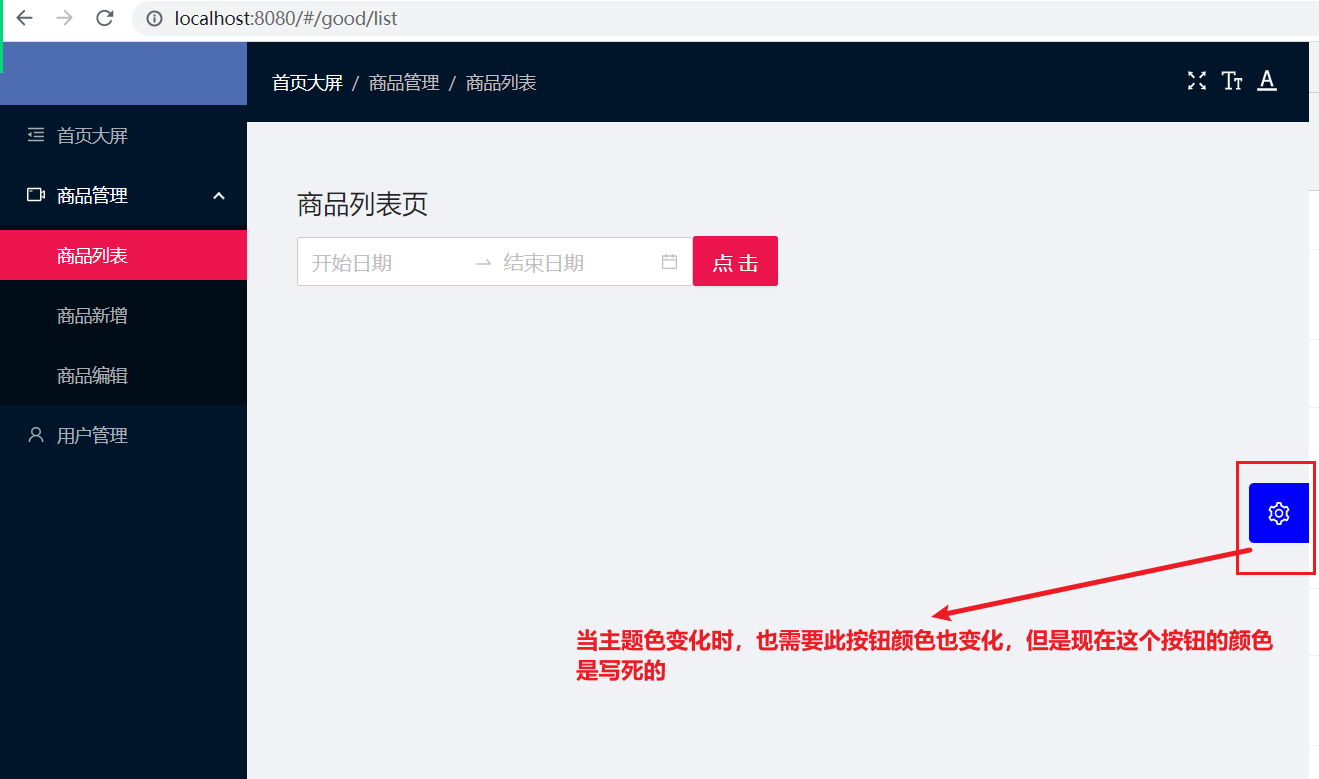 localhost:8080/#/good/list
首页大屏 / 商品管理 / 商品列表
首页大屏
商品管理
商品列表
商品新增
商品编辑
用户管理
商品列表页
开始日期 → 结束日期
点 击
当主题色变化时，也需要此按钮颜色也变化，但是现在这个按钮的颜色
是写死的